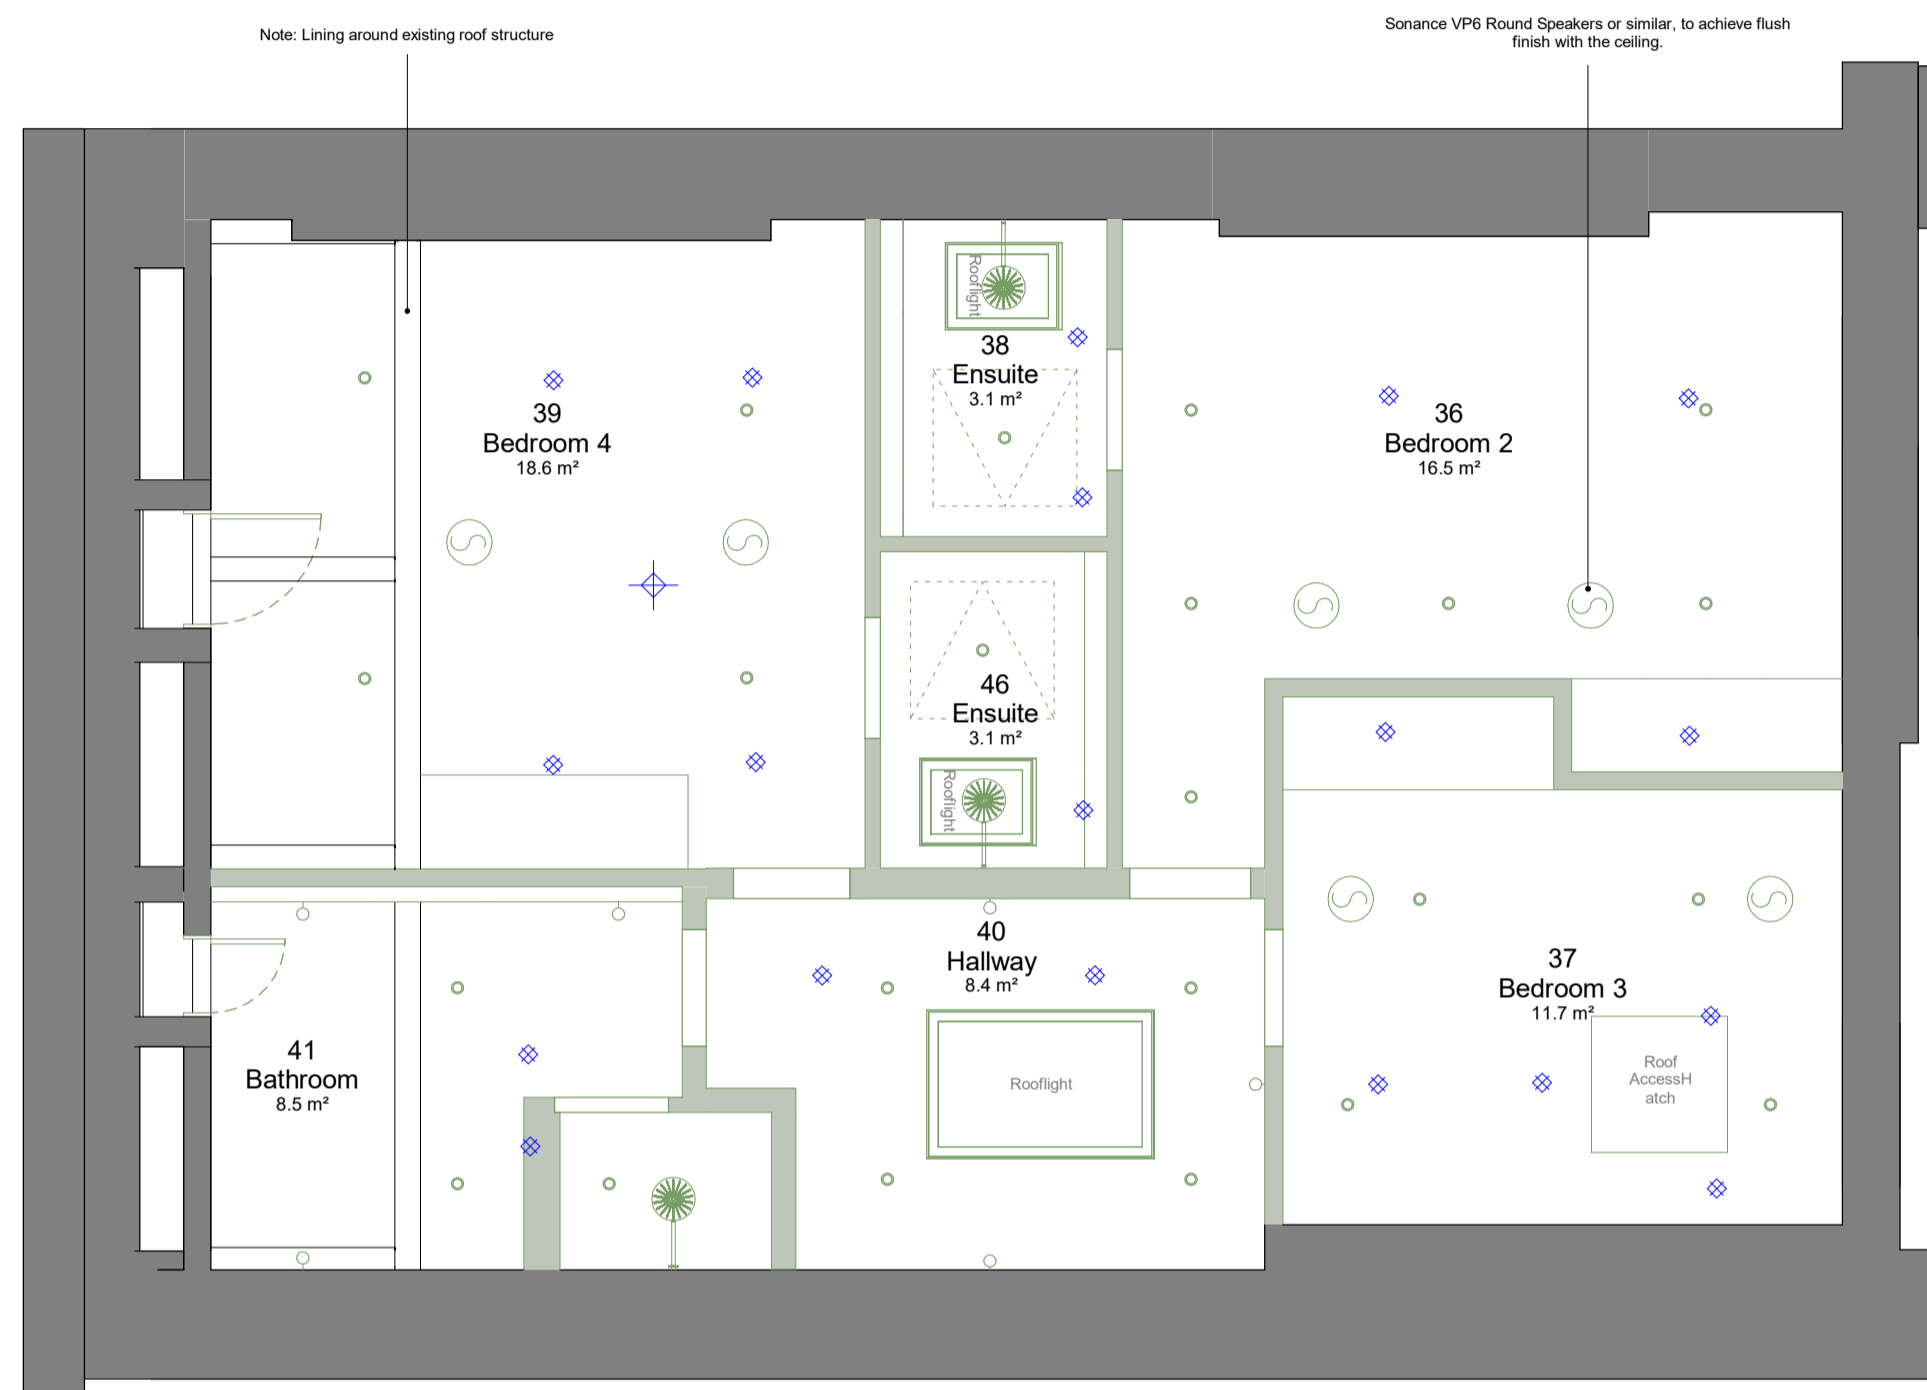 Note: Lining around existing roof structure
Sonance VP6 Round Speakers or similar, to achieve flush
finish with the ceiling.
Rooflight
38
Ensuite
3.1 m²
39
Bedroom 4
18.6 m²
36
Bedroom 2
16.5 m²
46
Ensuite
3.1 m²
Rooflight
40
Hallway
8.4 m²
37
Bedroom 3
11.7 m²
41
Bathroom
8.5 m²
Rooflight
Roof
AccessH
atch